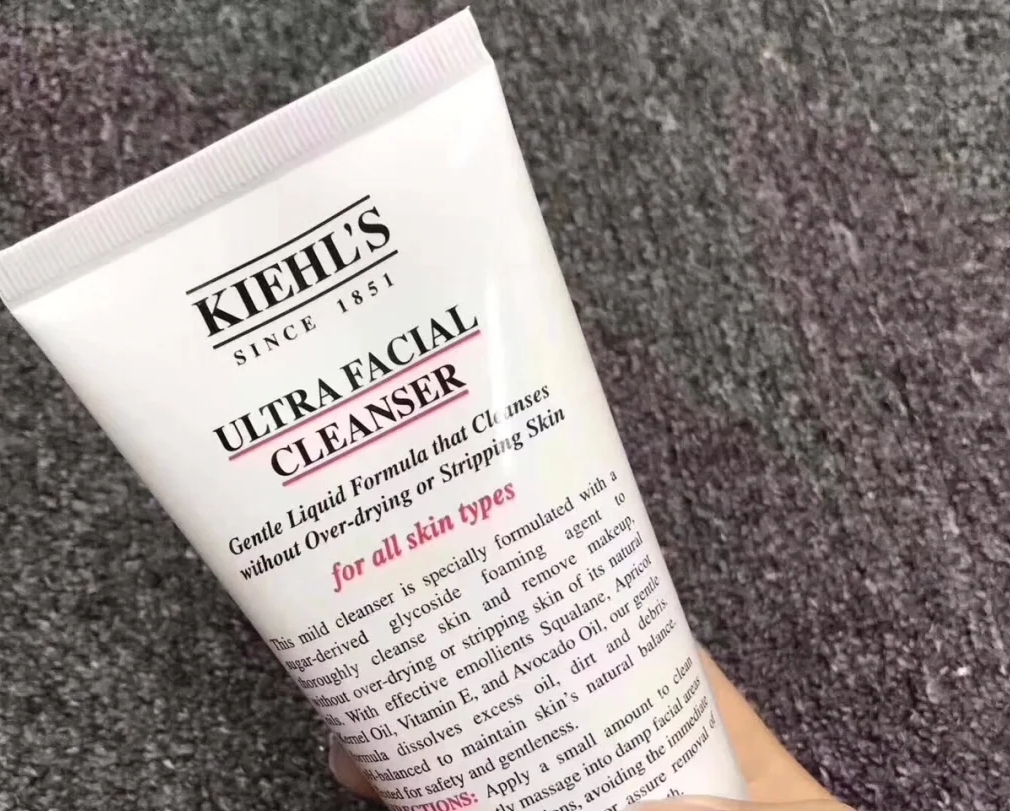 KIEHL'S
SINCE 1851
ULTRA FACIAL
CLEANSER
Gentle Liquid Formula that Cleanses
without Over-drying or Stripping Skin
for all skin types
This mild cleanser is specially formulated with a
sugar-derived glycoside foaming agent to
thoroughly cleanse skin and remove makeup,
without over-drying or stripping skin of its natural
oils. With effective emollients Squalane, Apricot
Kernel Oil, Vitamin E, and Avocado Oil, our gentle
formula dissolves excess oil, dirt and debris.
pH-balanced to maintain skin's natural balance.
for safety and gentleness.
DIRECTIONS: Apply a small amount to clean
massage into damp facial areas
avoiding the immediate
assure removal of